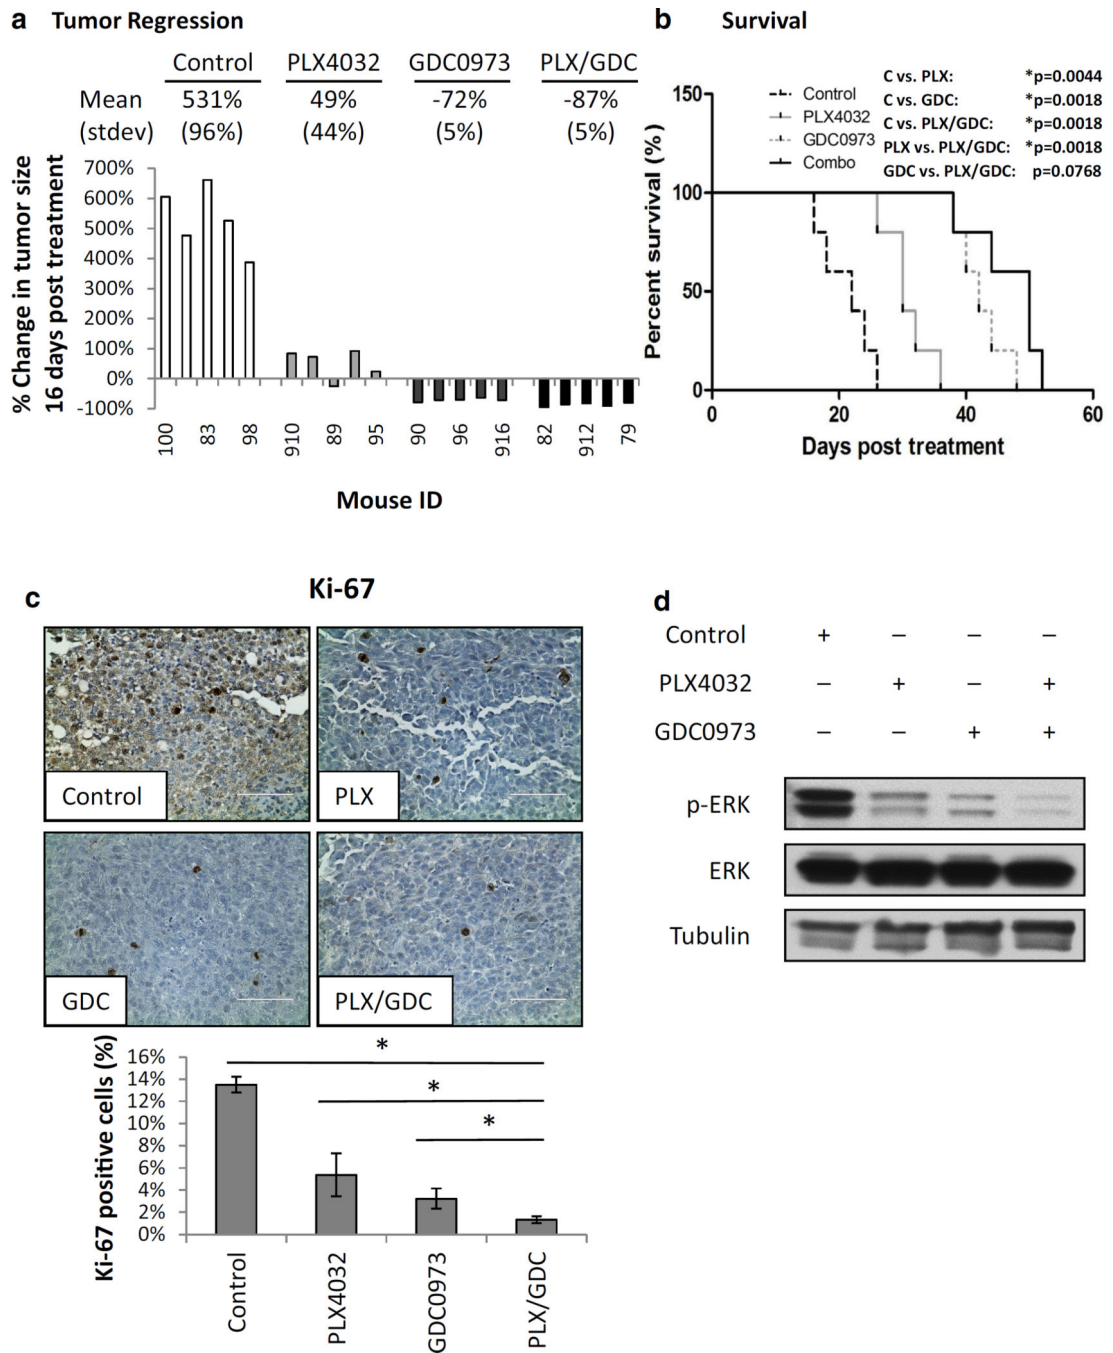 a Tumor Regression
Control PLX4032 GDC0973 PLX/GDC
Mean 531% 49% -72% -87%
(stdev) (96%) (44%) (5%) (5%)
% Change in tumor size
16 days post treatment
700%
600%
500%
400%
300%
200%
100%
0%
-100%
100 83 98 910 89 95 90 96 916 82 912 79
Mouse ID
b Survival
C vs. PLX: *p=0.0044
C vs. GDC: *p=0.0018
C vs. PLX/GDC: *p=0.0018
PLX vs. PLX/GDC: *p=0.0018
GDC vs. PLX/GDC: p=0.0768
Control
PLX4032
GDC0973
Combo
Percent survival (%)
150
100
50
0
0 20 40 60
Days post treatment
c Ki-67
Control
PLX
GDC
PLX/GDC
Ki-67 positive cells (%)
16%
14%
12%
10%
8%
6%
4%
2%
0%
*
*
*
Control PLX4032 GDC0973 PLX/GDC
d
Control + – – –
PLX4032 – + – +
GDC0973 – – + +
p-ERK
ERK
Tubulin